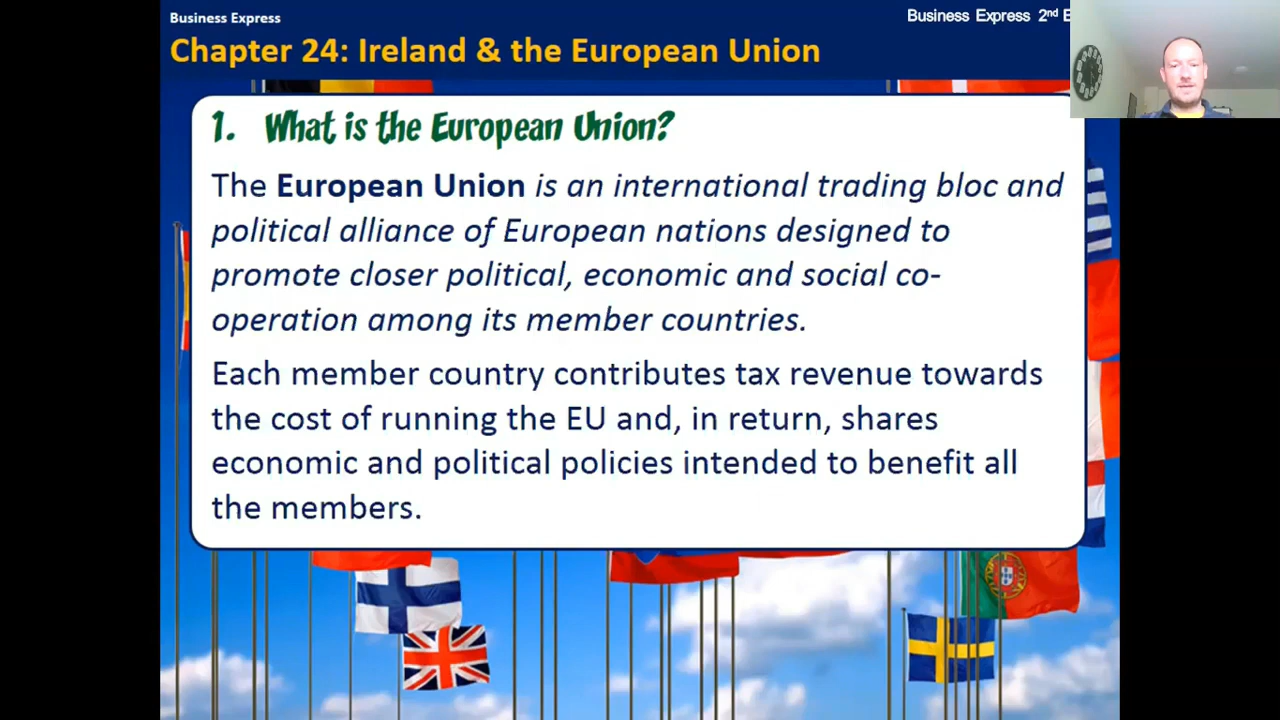 Business Express
Business Express 2nd E
Chapter 24: Ireland & the European Union
1. What is the European Union?
The European Union is an international trading bloc and
political alliance of European nations designed to
promote closer political, economic and social co-
operation among its member countries.
Each member country contributes tax revenue towards
the cost of running the EU and, in return, shares
economic and political policies intended to benefit all
the members.